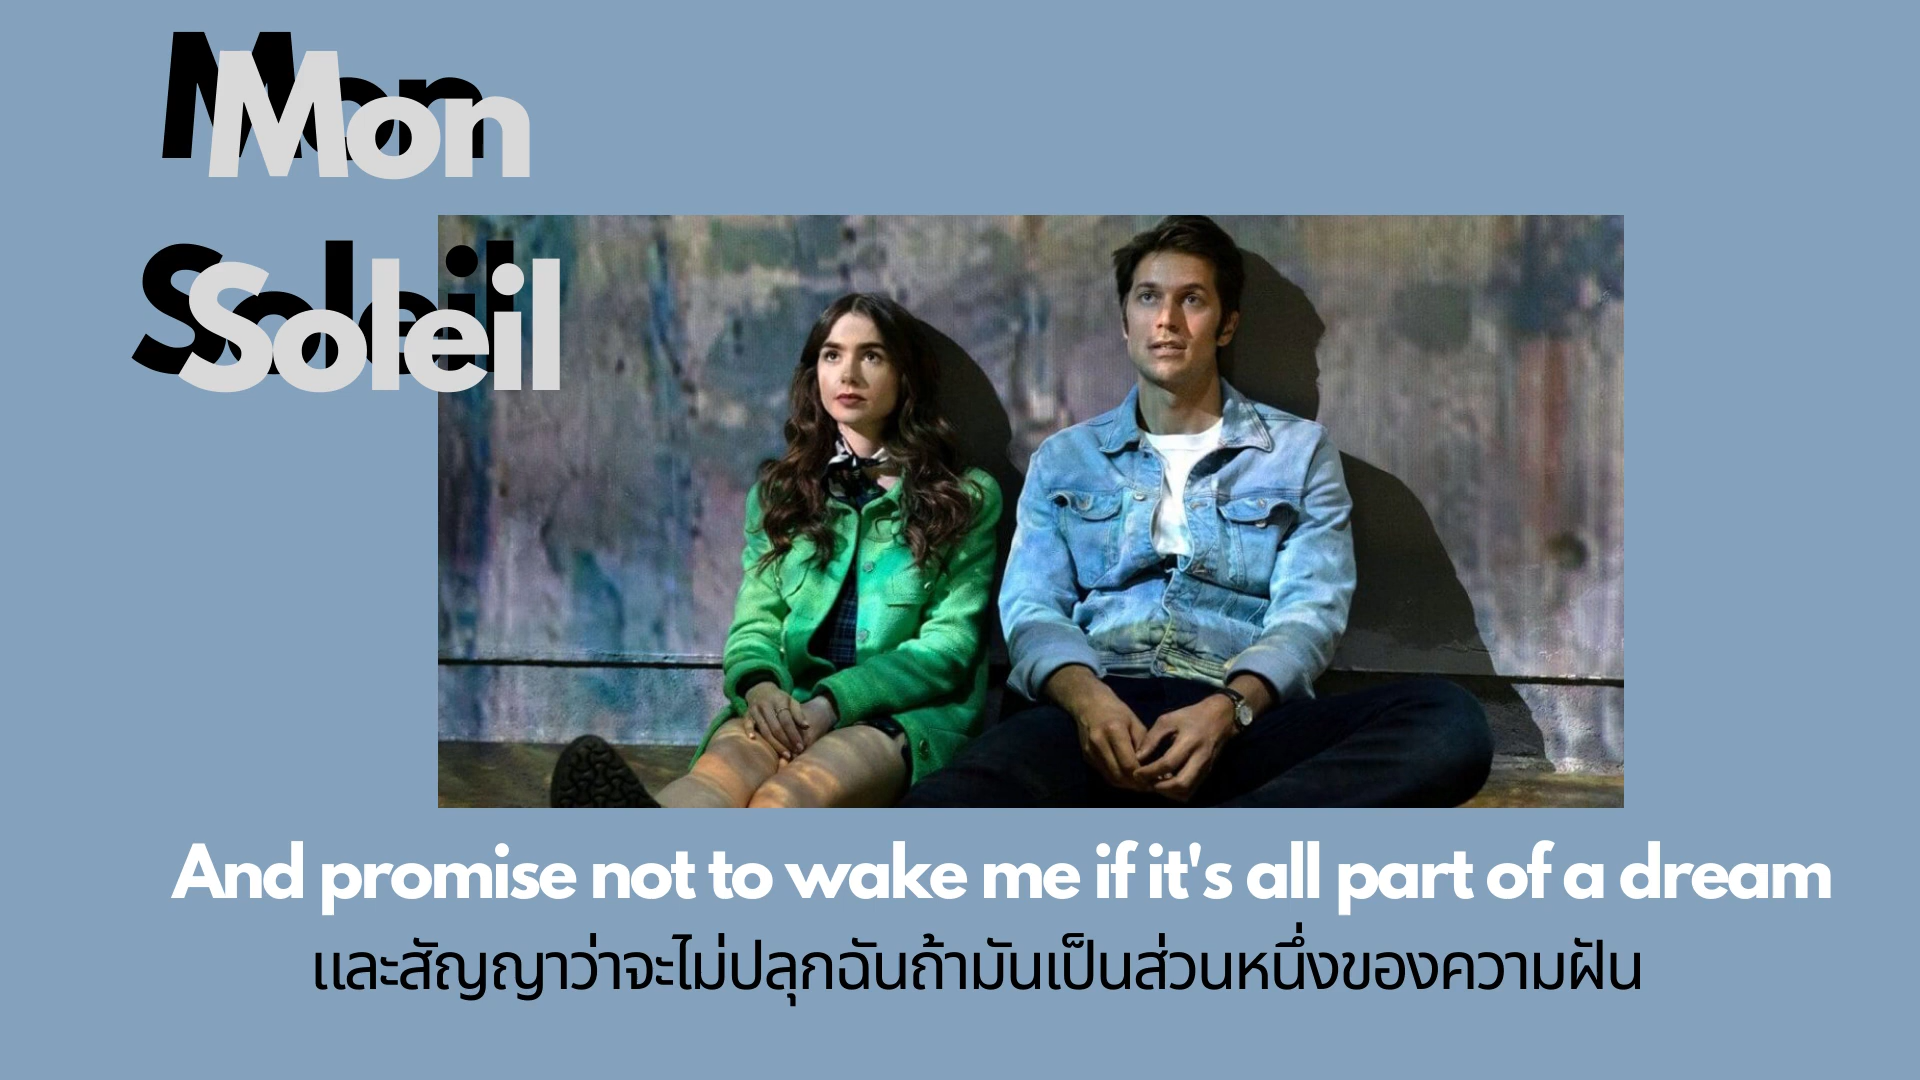 Mon
Soleil
And promise not to wake me if it's all part of a dream
และสัญญาว่าจะไม่ปลุกฉันถ้ามันเป็นส่วนหนึ่งของความฝัน